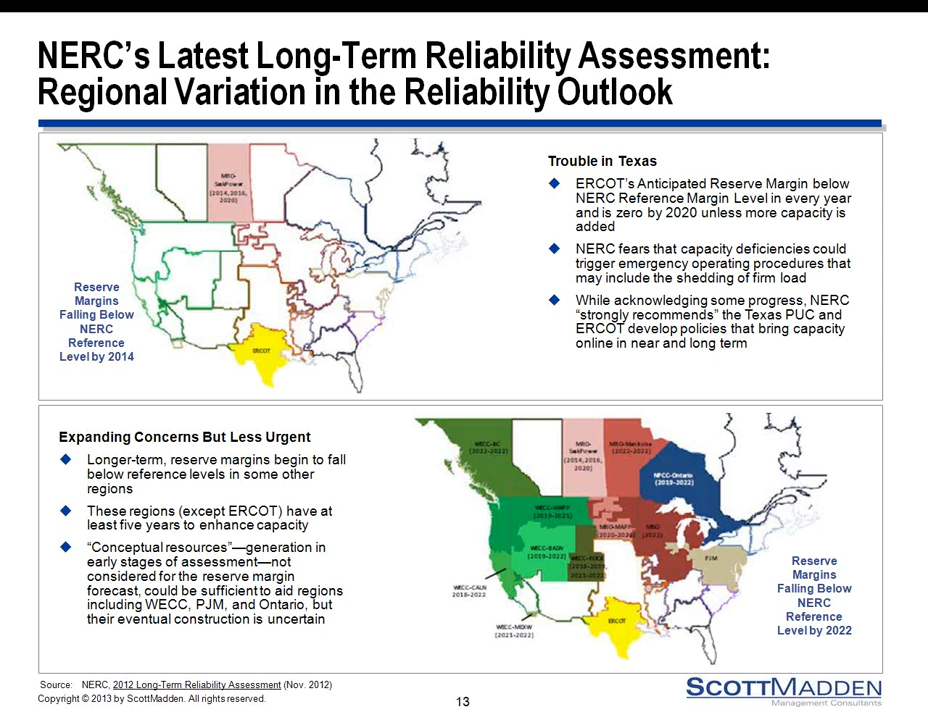 NERC's Latest Long-Term Reliability Assessment:
Regional Variation in the Reliability Outlook
MRO-
SaskPower
(2014, 2016,
2020)
ERCOT
Reserve
Margins
Falling Below
NERC
Reference
Level by 2014
Trouble in Texas
ERCOT's Anticipated Reserve Margin below
NERC Reference Margin Level in every year
and is zero by 2020 unless more capacity is
added
NERC fears that capacity deficiencies could
trigger emergency operating procedures that
may include the shedding of firm load
While acknowledging some progress, NERC
“strongly recommends” the Texas PUC and
ERCOT develop policies that bring capacity
online in near and long term
Expanding Concerns But Less Urgent
Longer-term, reserve margins begin to fall
below reference levels in some other
regions
These regions (except ERCOT) have at
least five years to enhance capacity
“Conceptual resources”—generation in
early stages of assessment—not
considered for the reserve margin
forecast, could be sufficient to aid regions
including WECC, PJM, and Ontario, but
their eventual construction is uncertain
WECC-BC
MRO-
SaskPower
(2014, 2016,
2020)
MRO-Manitoba
NPCC-Ontario
(2019-2022)
WECC-NWPP
(2019-2021)
MRO-MAPP
(2020-2022)
MISO
(2022)
WECC-BASN
(2019-2022)
PJM
WECC-CALN
2018-2022
ERCOT
(2021-2022)
Reserve
Margins
Falling Below
NERC
Reference
Level by 2022
Source: NERC, 2012 Long-Term Reliability Assessment (Nov. 2012)
Copyright © 2013 by ScottMadden. All rights reserved.
13
SCOTTMADDEN
Management Consultants